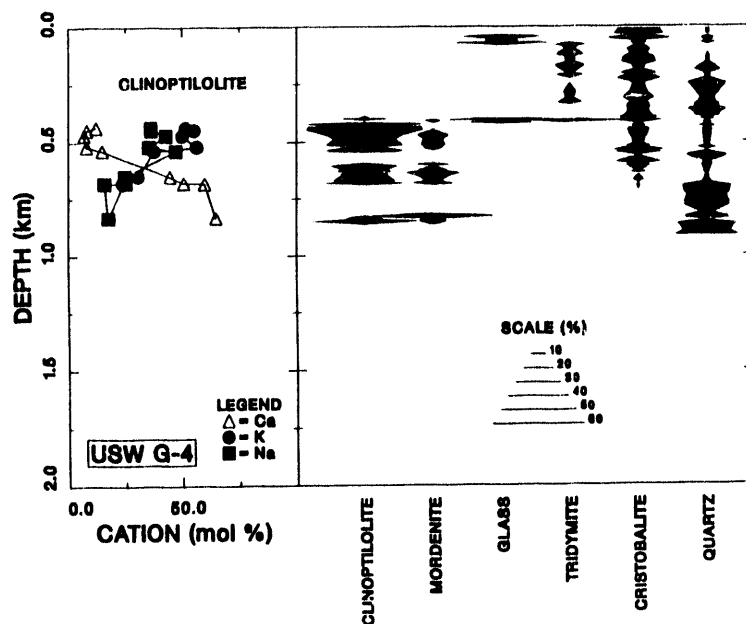 CLINOPTILOLITE
0.0
0.5
1.0
1.5
2.0
DEPTH (km)
LEGEND
△ = Ca
● = K
■ = Na
USW G-4
0.0 50.0
CATION (mol %)
SCALE (%)
10
20
30
40
50
60
CLINOPTILOLITE
MORDENITE
GLASS
TRIDYMITE
CRISTOBALITE
QUARTZ